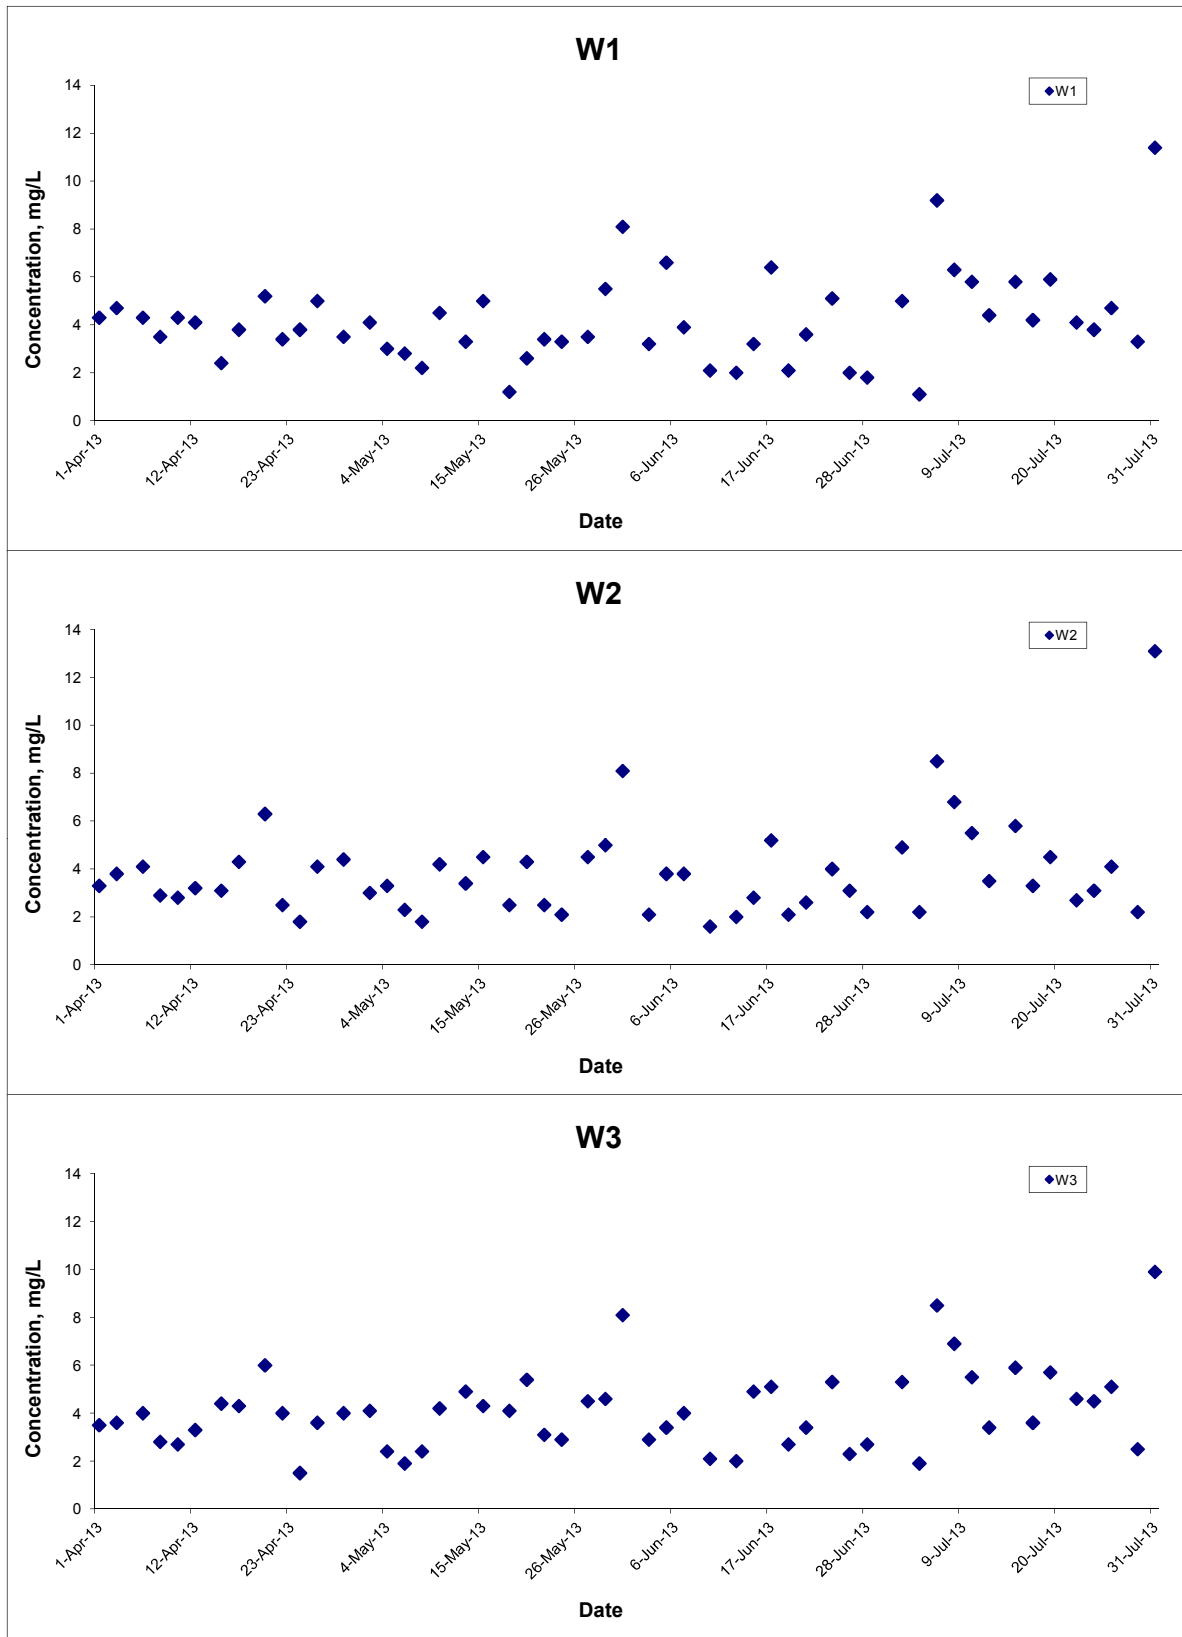 W1
W1
Concentration, mg/L
14
12
10
8
6
4
2
0
1-Apr-13
12-Apr-13
23-Apr-13
4-May-13
15-May-13
26-May-13
6-Jun-13
17-Jun-13
28-Jun-13
9-Jul-13
20-Jul-13
31-Jul-13
Date
W2
W2
Concentration, mg/L
14
12
10
8
6
4
2
0
1-Apr-13
12-Apr-13
23-Apr-13
4-May-13
15-May-13
26-May-13
6-Jun-13
17-Jun-13
28-Jun-13
9-Jul-13
20-Jul-13
31-Jul-13
Date
W3
W3
Concentration, mg/L
14
12
10
8
6
4
2
0
1-Apr-13
12-Apr-13
23-Apr-13
4-May-13
15-May-13
26-May-13
6-Jun-13
17-Jun-13
28-Jun-13
9-Jul-13
20-Jul-13
31-Jul-13
Date